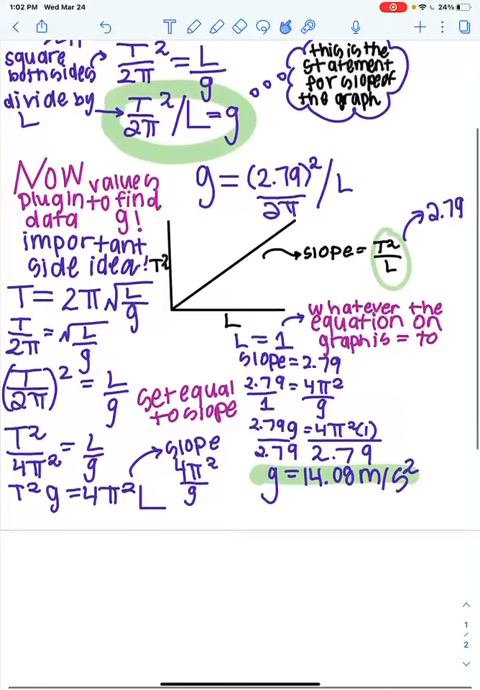 1:02 PM Wed Mar 24
24%
square both sides → T²/2π = L/g
divide by L → T²/2π / L = g
this is the
statement
for slope of
the graph
Now values
plug in to find
data g!
g = (2.79)²/2π / L
important
side idea!
T²
L
slope = T²/L
2.79
T = 2π√L/g
T/2π = √L/g
(T/2π)² = L/g
T²/4π² = L/g
T²g = 4π²L
set equal
to slope
slope
4π²/g
whatever the
equation on
graph is = to
L = 1
slope = 2.79
2.79/1 = 4π²/g
2.79g/2.79 = 4π²(1)/2.79
g = 14.08 m/s²
1
/
2